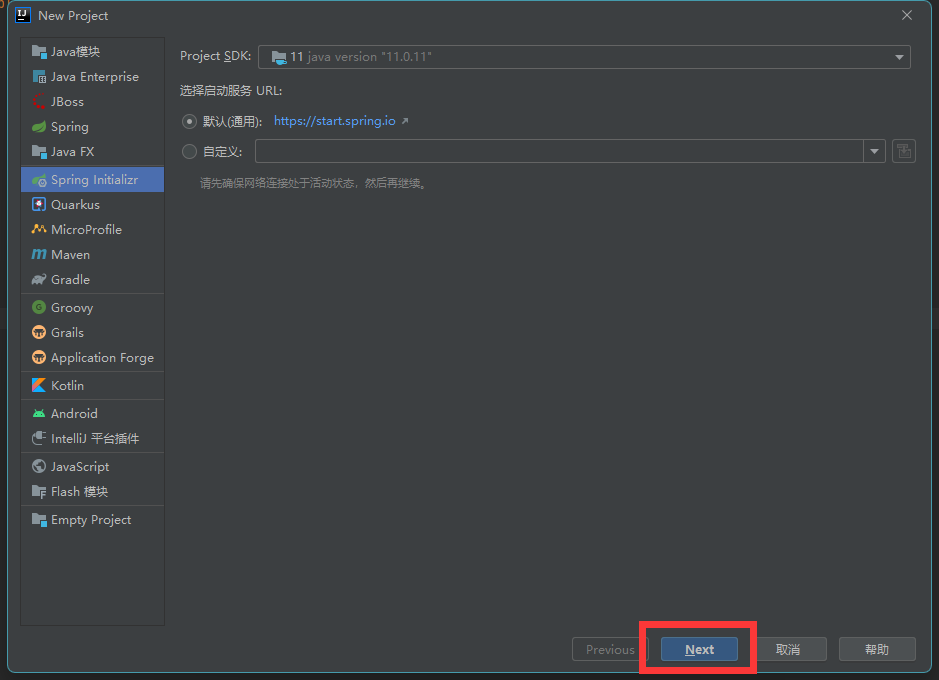 New Project
Java模块
Java Enterprise
JBoss
Spring
Java FX
Spring Initializr
Quarkus
MicroProfile
Maven
Gradle
Groovy
Grails
Application Forge
Kotlin
Android
IntelliJ 平台插件
JavaScript
Flash 模块
Empty Project
Project SDK: 11 java version "11.0.11"
选择启动服务 URL:
默认(通用): https://start.spring.io ↗
自定义:
请先确保网络连接处于活动状态，然后再继续。
Previous Next 取消 帮助